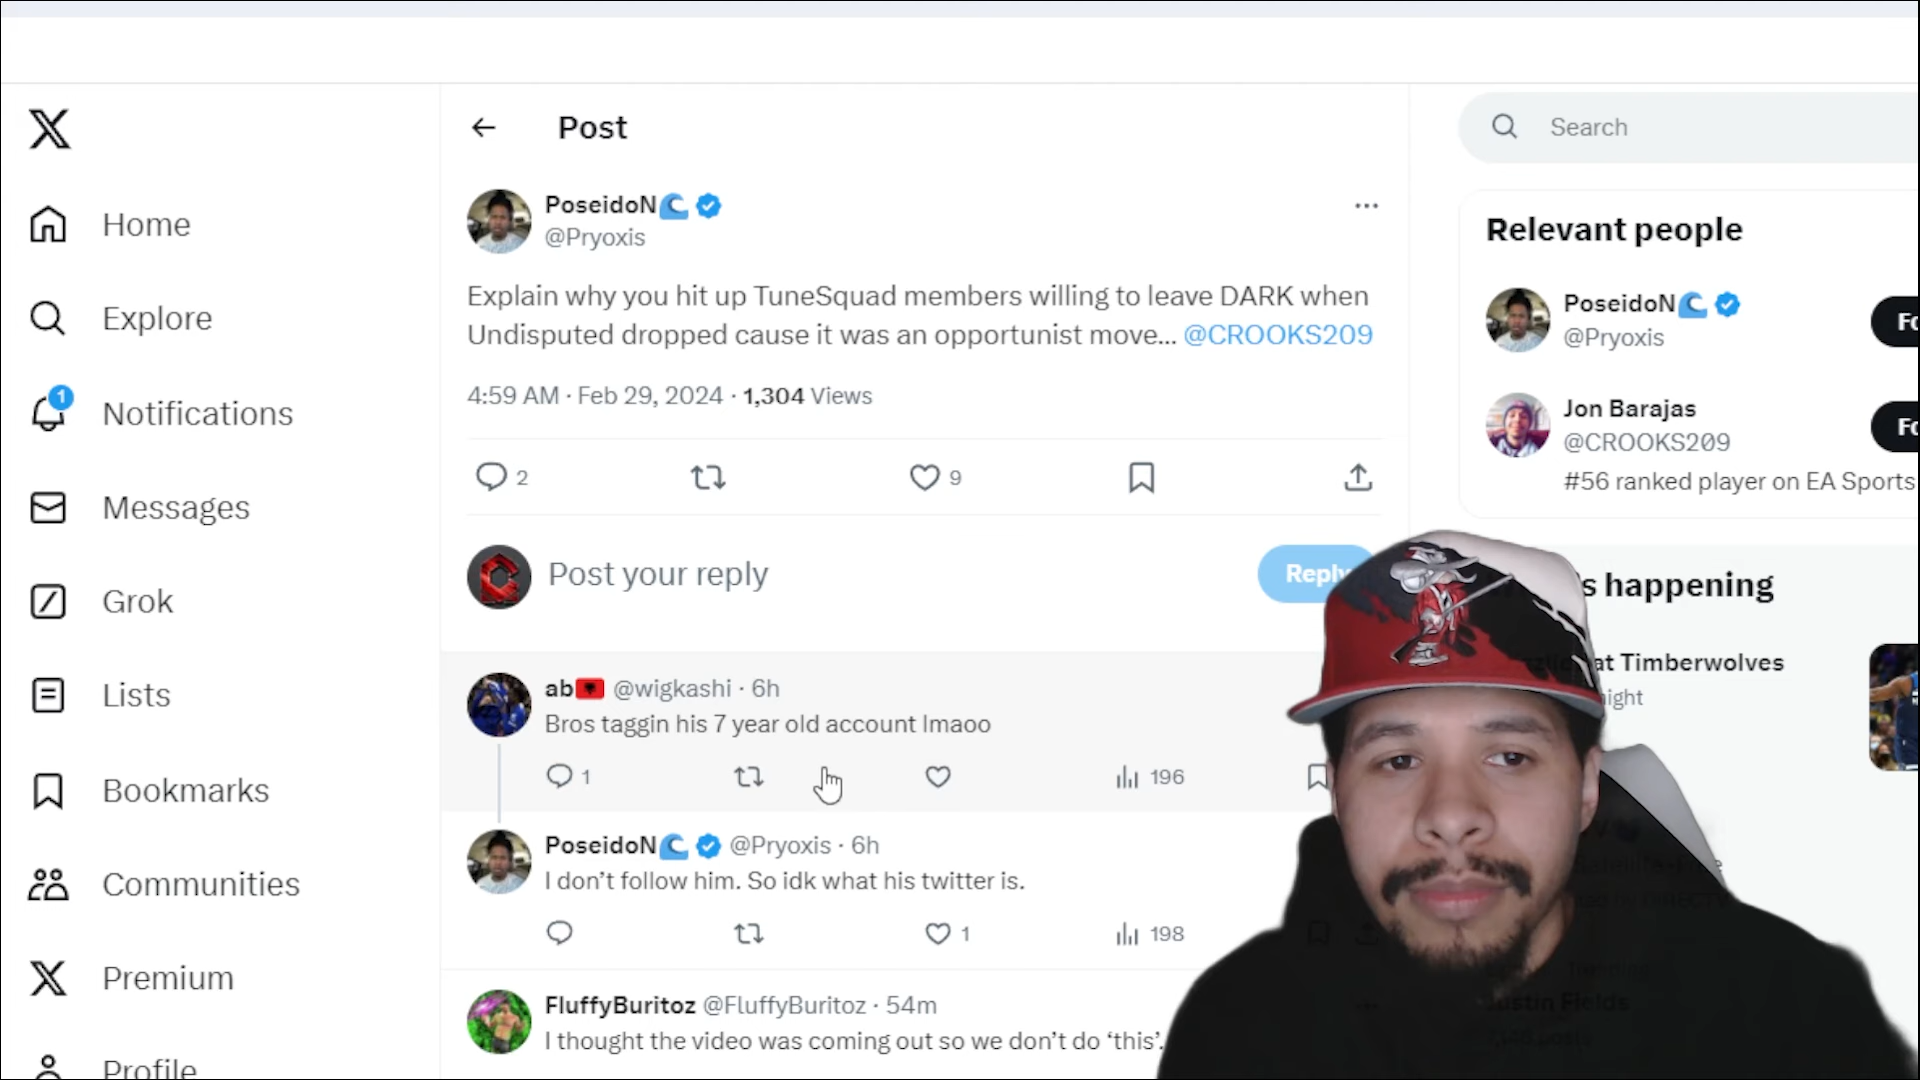 Post
Search
Home
Explore
1
Notifications
Messages
Grok
Lists
Bookmarks
Communities
Premium
Profile
PoseidoN
@Pryoxis
Explain why you hit up TuneSquad members willing to leave DARK when
Undisputed dropped cause it was an opportunist move... @CROOKS209
4:59 AM · Feb 29, 2024 · 1,304 Views
2
9
Post your reply
Reply
ab @wigkashi · 6h
Bros taggin his 7 year old account lmaoo
1
196
PoseidoN @Pryoxis · 6h
I don’t follow him. So idk what his twitter is.
1
198
FluffyBuritoz @FluffyBuritoz · 54m
I thought the video was coming out so we don’t do ‘this’.
Relevant people
PoseidoN
@Pryoxis
Fo
Jon Barajas
@CROOKS209
Fo
#56 ranked player on EA Sports
s happening
at Timberwolves
ight
Justin Fields